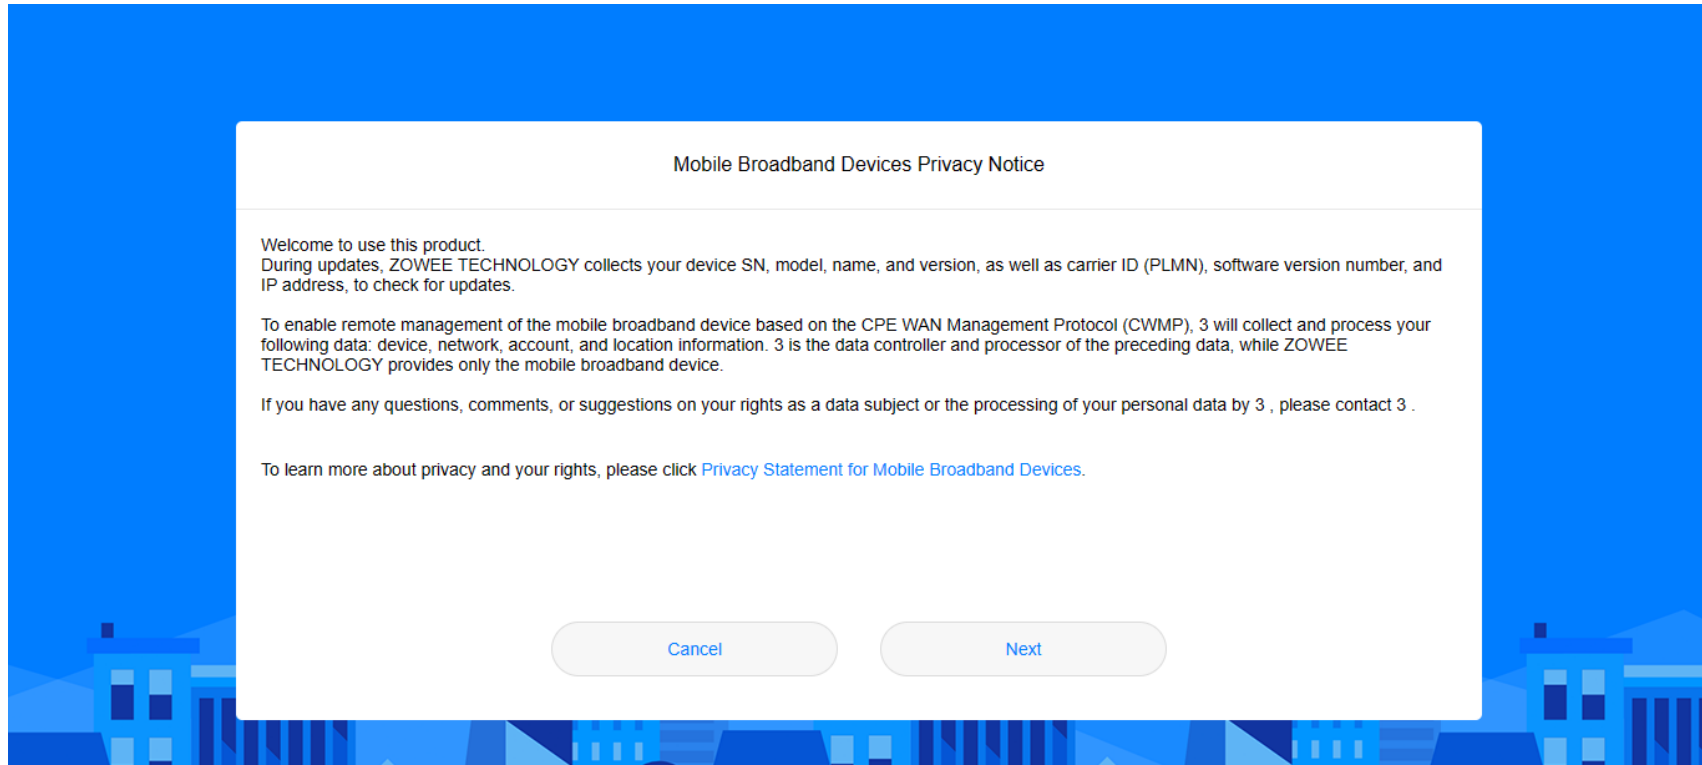 Mobile Broadband Devices Privacy Notice
Welcome to use this product.
During updates, ZOWEE TECHNOLOGY collects your device SN, model, name, and version, as well as carrier ID (PLMN), software version number, and
IP address, to check for updates.
To enable remote management of the mobile broadband device based on the CPE WAN Management Protocol (CWMP), 3 will collect and process your
following data: device, network, account, and location information. 3 is the data controller and processor of the preceding data, while ZOWEE
TECHNOLOGY provides only the mobile broadband device.
If you have any questions, comments, or suggestions on your rights as a data subject or the processing of your personal data by 3 , please contact 3 .
To learn more about privacy and your rights, please click Privacy Statement for Mobile Broadband Devices.
Cancel
Next